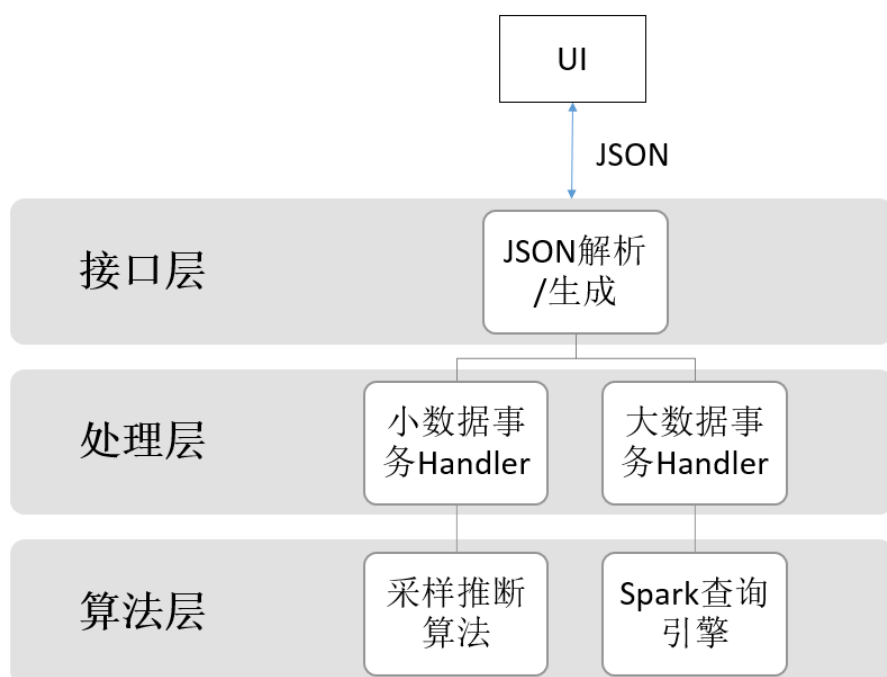 UI
JSON
接口层
JSON解析
/生成
处理层
小数据事
务Handler
大数据事
务Handler
算法层
采样推断
算法
Spark查询
引擎